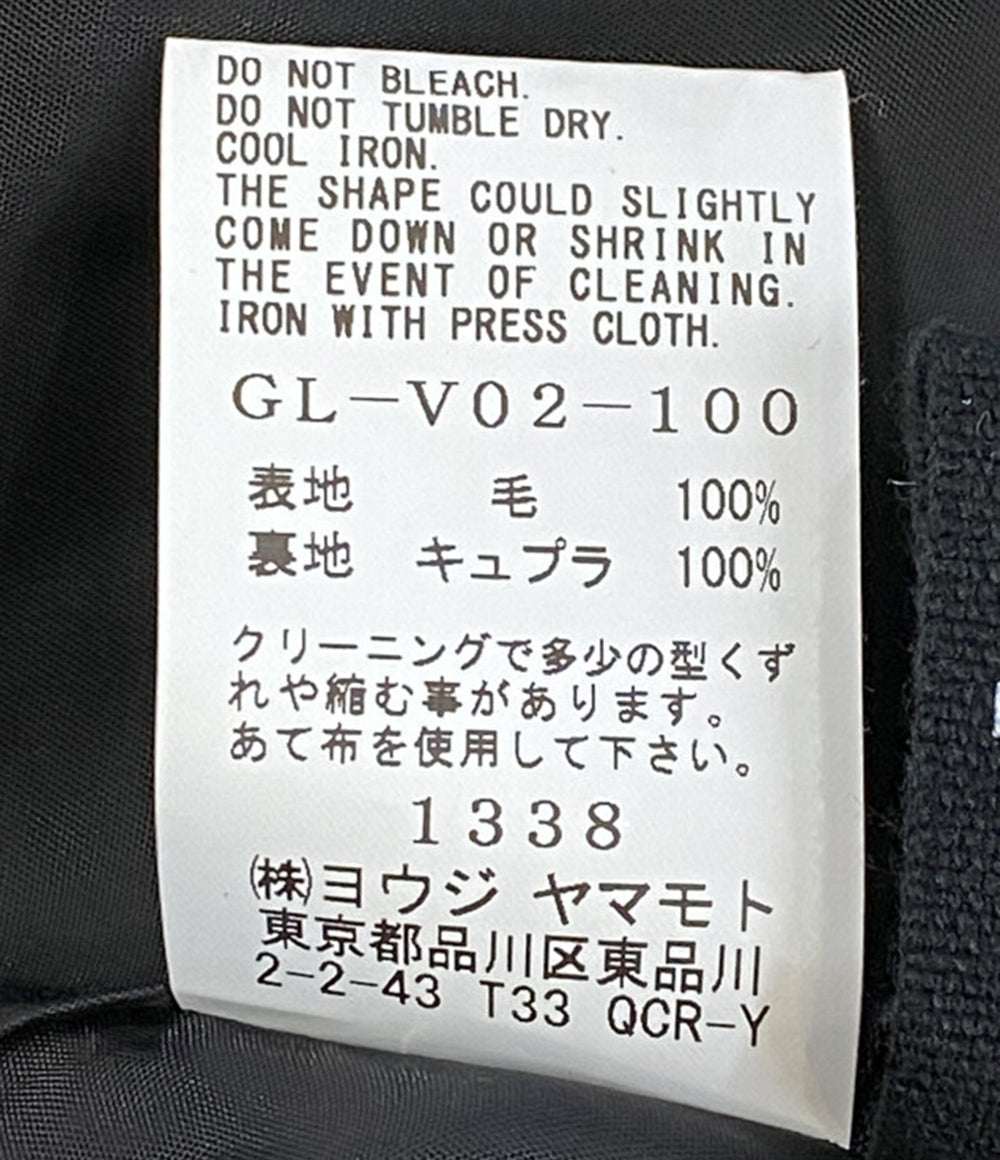 DO NOT BLEACH.
DO NOT TUMBLE DRY.
COOL IRON.
THE SHAPE COULD SLIGHTLY
COME DOWN OR SHRINK IN
THE EVENT OF CLEANING.
IRON WITH PRESS CLOTH.
GL-V02-100
表地 毛 100%
裏地 キュプラ 100%
クリーニングで多少の型くず
れや縮む事があります。
あて布を使用して下さい。
1338
㈱ヨウジ ヤマモト
東京都品川区東品川
2-2-43 T33 QCR-Y